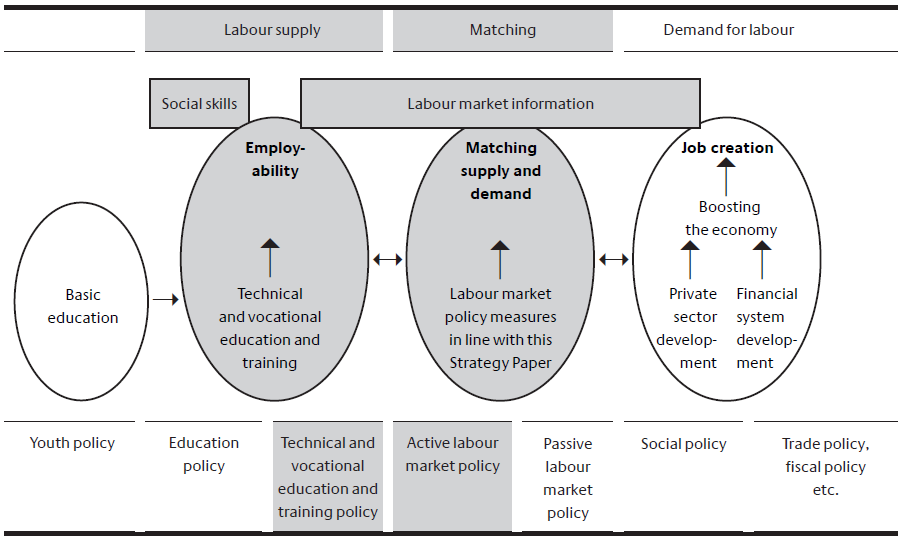 Labour supply
Matching
Demand for labour
Social skills
Labour market information
Employ-
ability
Matching
supply and
demand
Job creation
Boosting
the economy
Basic
education
Technical
and vocational
education and
training
Labour market
policy measures
in line with this
Strategy Paper
Private
sector
develop-
ment
Financial
system
develop-
ment
Youth policy
Education
policy
Technical and
vocational
education and
training policy
Active labour
market policy
Passive
labour
market
policy
Social policy
Trade policy,
fiscal policy
etc.